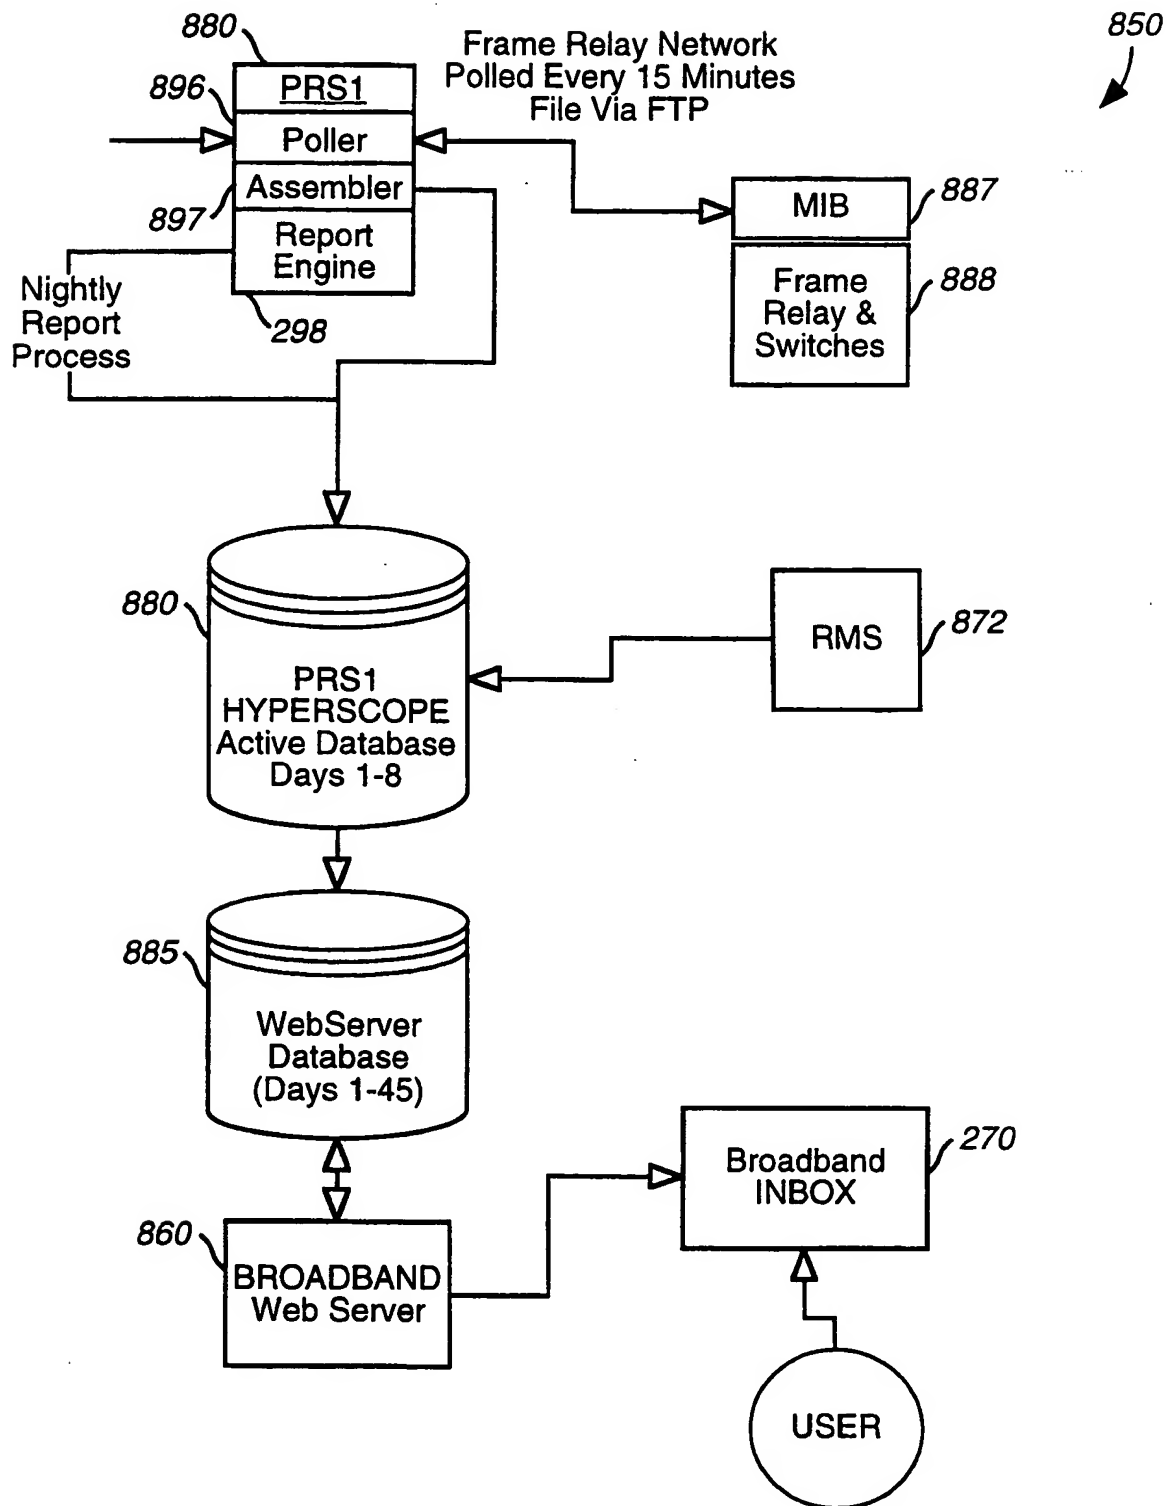 850
880
Frame Relay Network
Polled Every 15 Minutes
File Via FTP
PRS1
896
Poller
Assembler
897
Report
Engine
298
Nightly
Report
Process
MIB
887
Frame
Relay &
Switches
888
880
PRS1
HYPERSCOPE
Active Database
Days 1-8
RMS
872
885
WebServer
Database
(Days 1-45)
860
BROADBAND
Web Server
Broadband
INBOX
270
USER